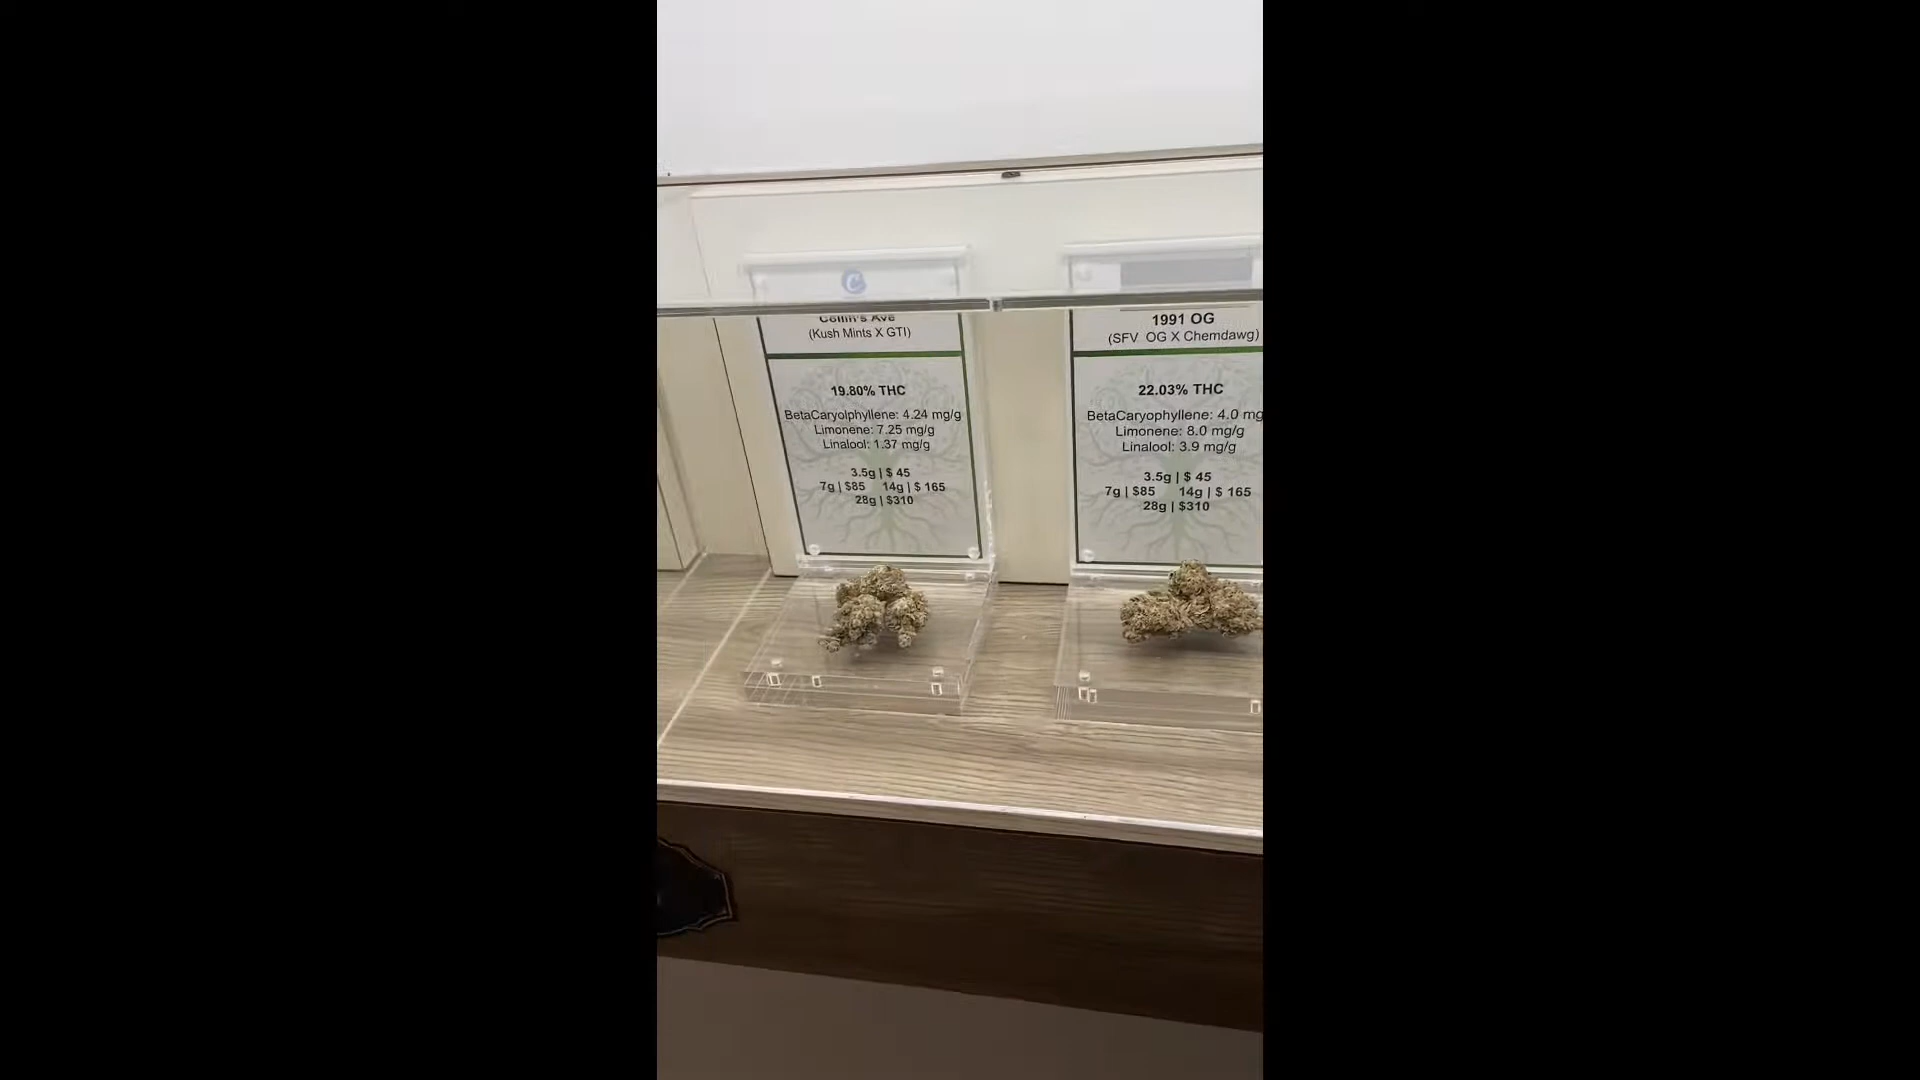 C
Collin's Ave
(Kush Mints X GTI)
19.80% THC
BetaCaryolphyllene: 4.24 mg/g
Limonene: 7.25 mg/g
Linalool: 1.37 mg/g
3.5g | $ 45
7g | $85 14g | $ 165
28g | $310
1991 OG
(SFV OG X Chemdawg)
22.03% THC
BetaCaryophyllene: 4.0 mg
Limonene: 8.0 mg/g
Linalool: 3.9 mg/g
3.5g | $ 45
7g | $85 14g | $ 165
28g | $310